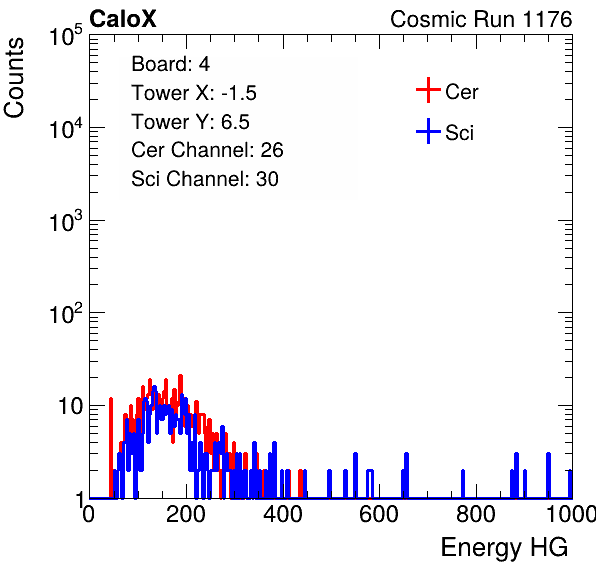 CaloX Cosmic Run 1176
Counts
Board: 4
Tower X: -1.5
Tower Y: 6.5
Cer Channel: 26
Sci Channel: 30
Cer
Sci
10^5
10^4
10^3
10^2
10
1
0 200 400 600 800 1000
Energy HG